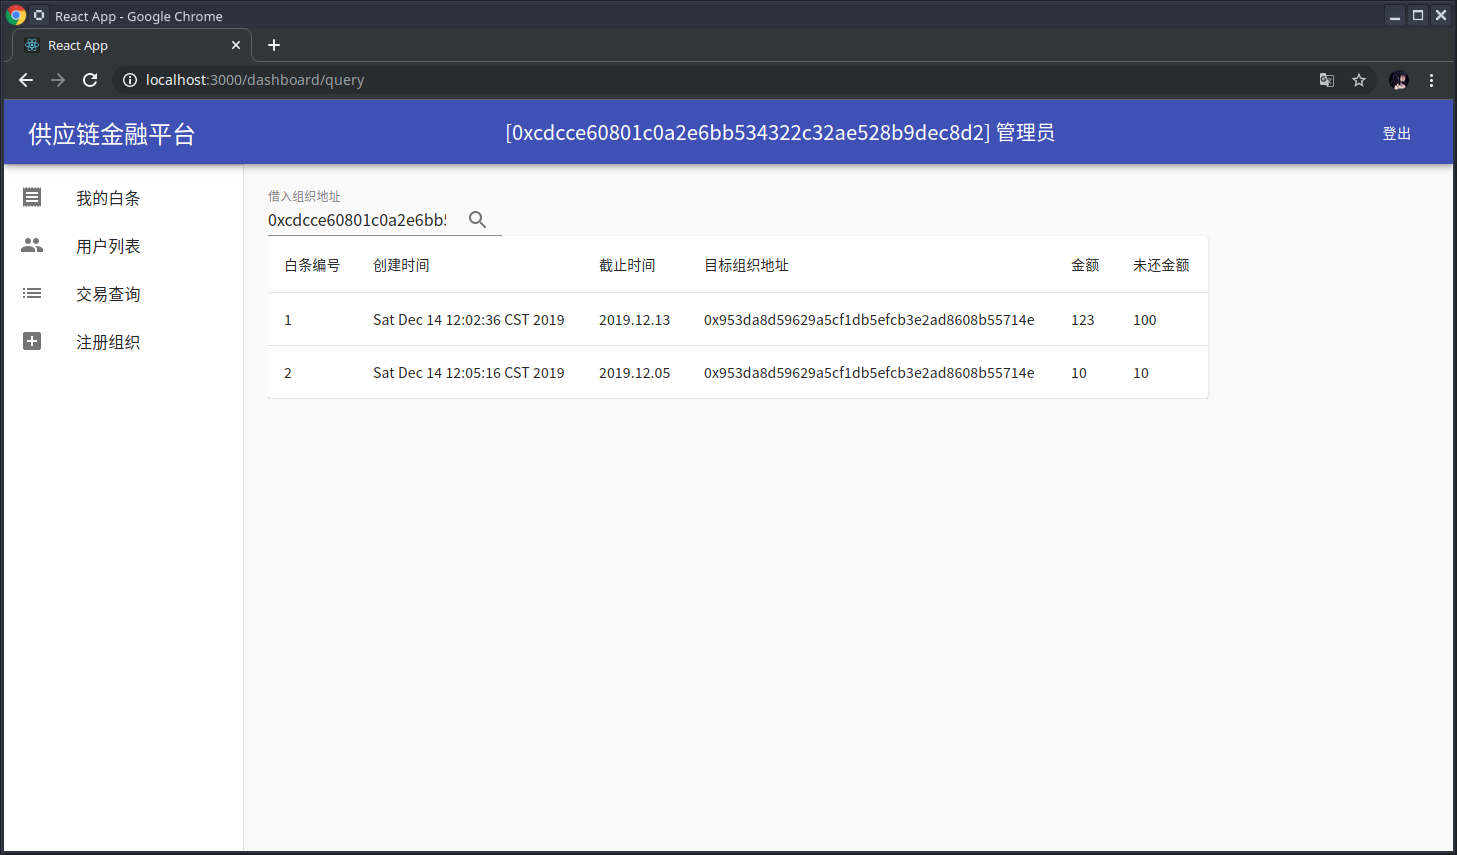 React App - Google Chrome
React App
localhost:3000/dashboard/query
供应链金融平台
[0xcdcce60801c0a2e6bb534322c32ae528b9dec8d2] 管理员
登出
我的白条
用户列表
交易查询
注册组织
借入组织地址
0xcdcce60801c0a2e6bb5
白条编号 创建时间 截止时间 目标组织地址 金额 未还金额
1 Sat Dec 14 12:02:36 CST 2019 2019.12.13 0x953da8d59629a5cf1db5efcb3e2ad8608b55714e 123 100
2 Sat Dec 14 12:05:16 CST 2019 2019.12.05 0x953da8d59629a5cf1db5efcb3e2ad8608b55714e 10 10